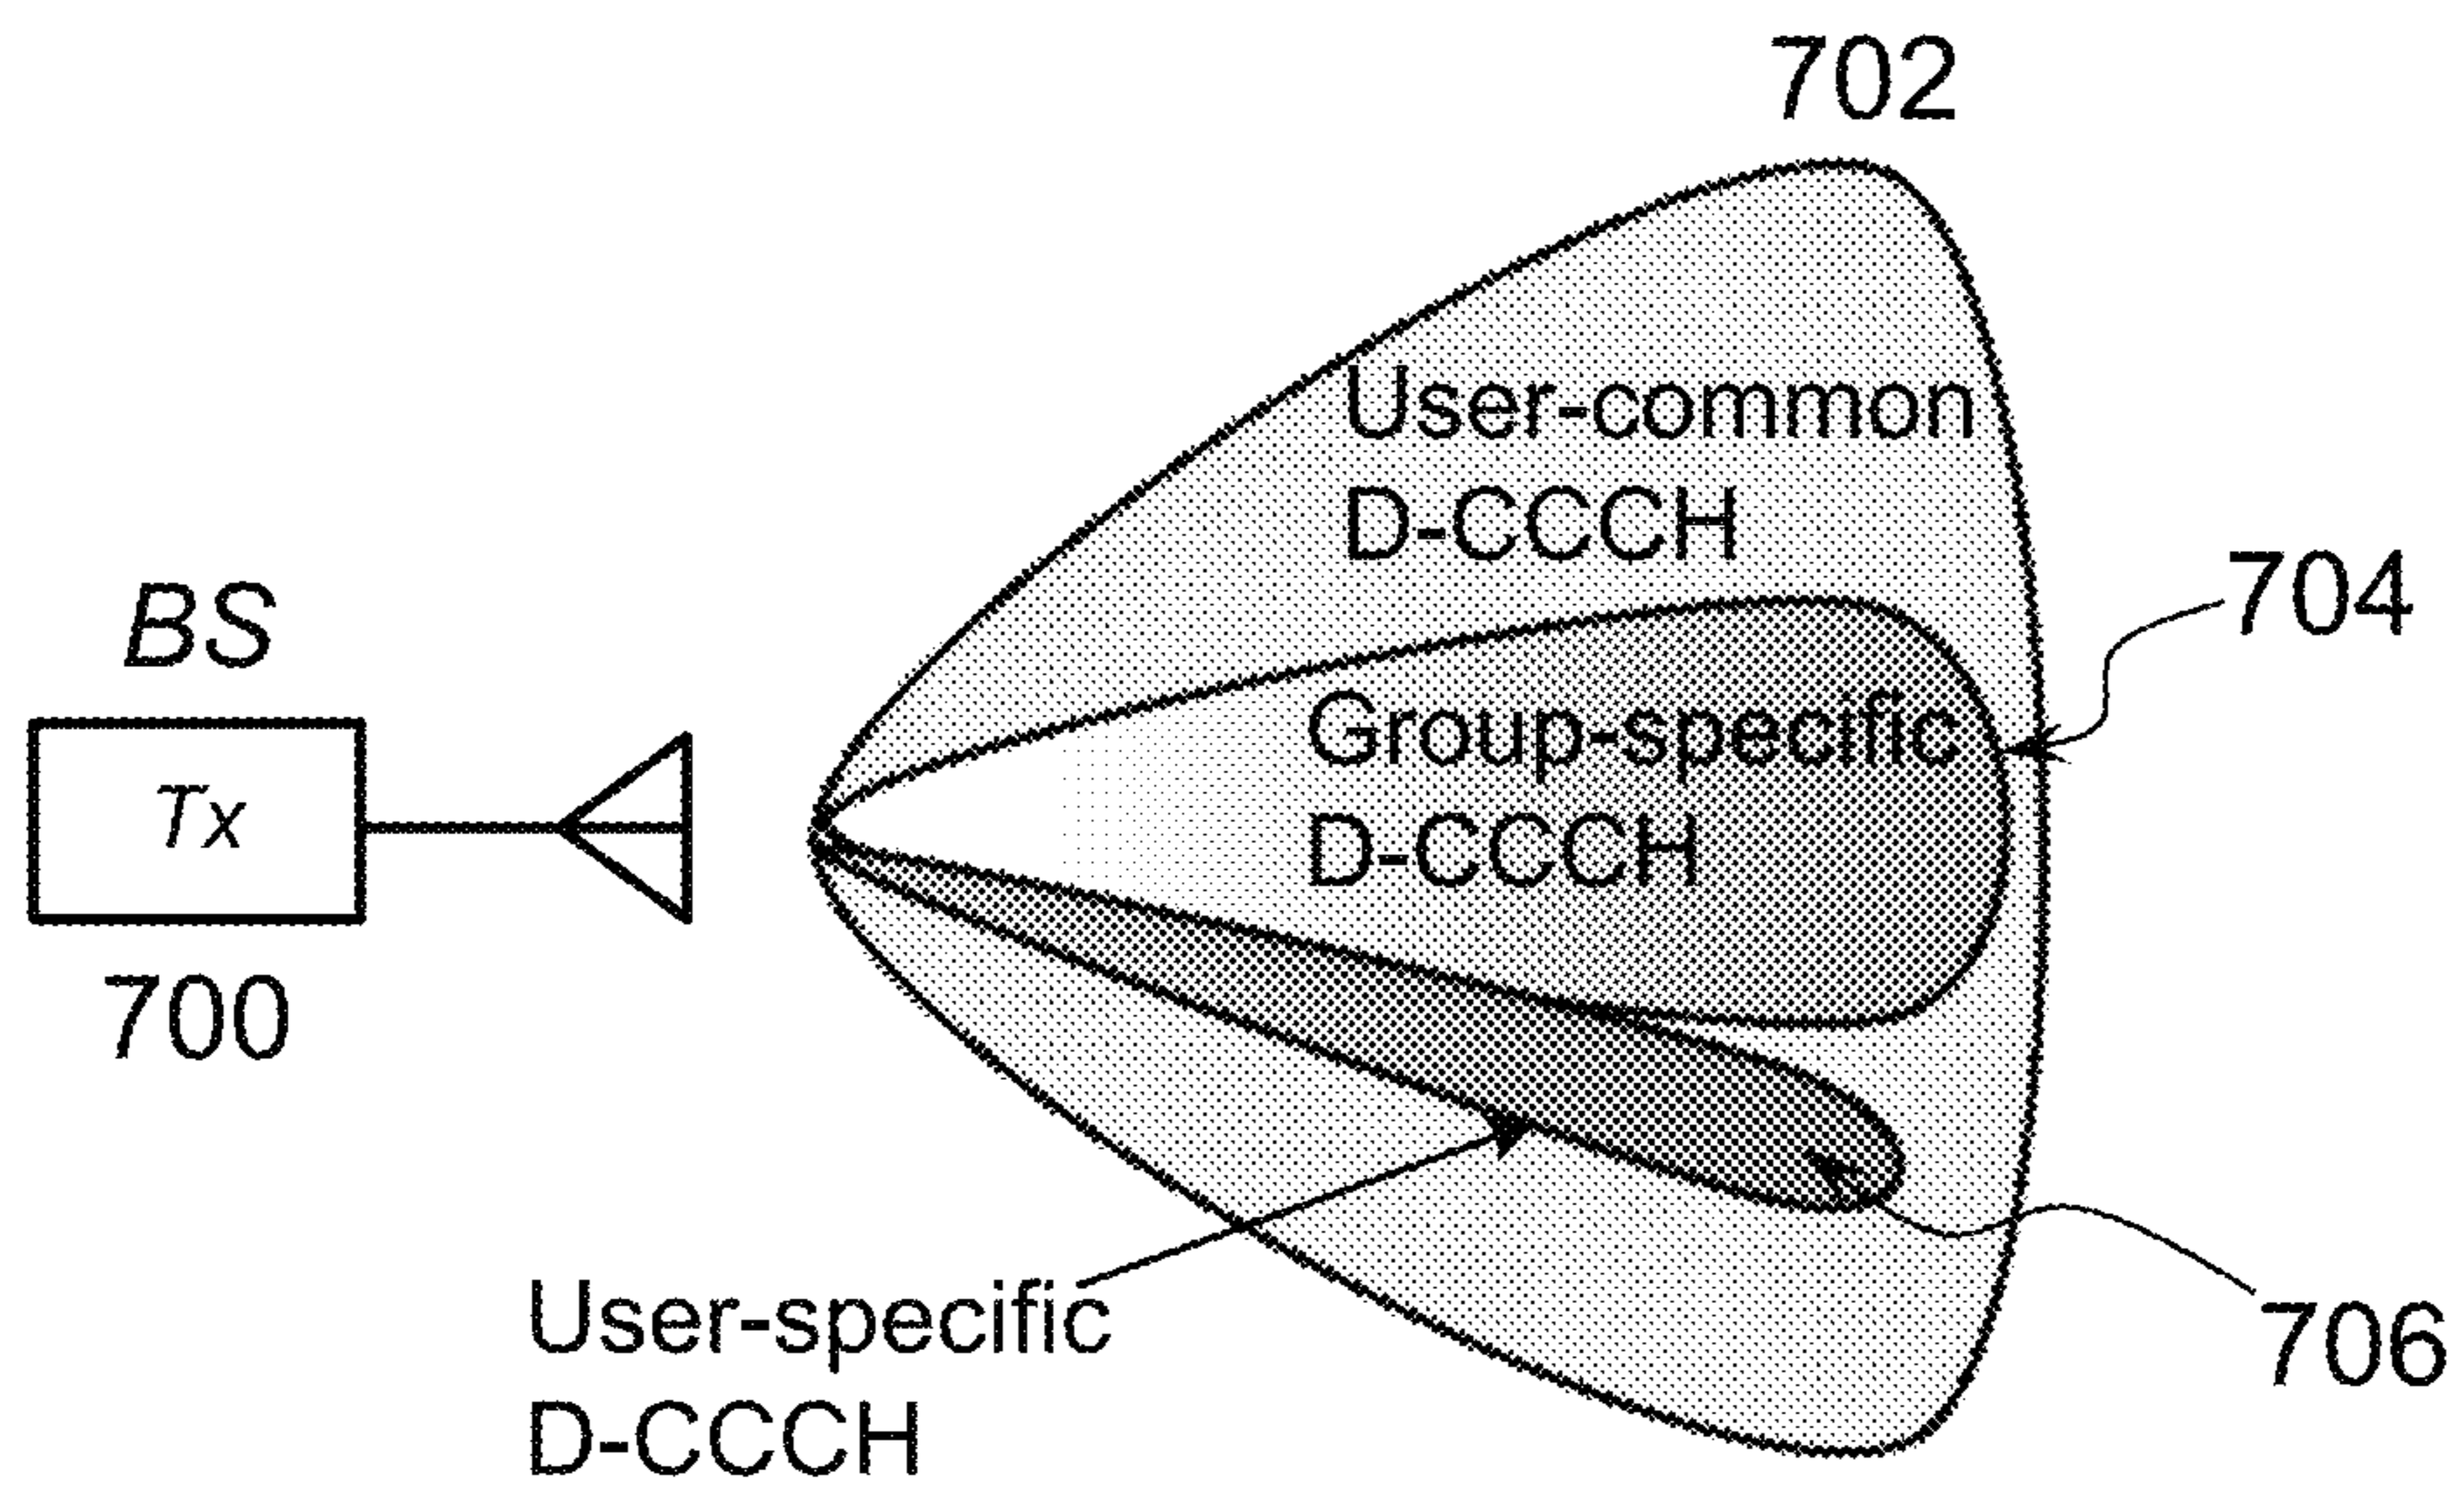 702
User-common
D-CCCH
704
BS
Group-specific
D-CCCH
Tx
700
User-specific
D-CCCH
706